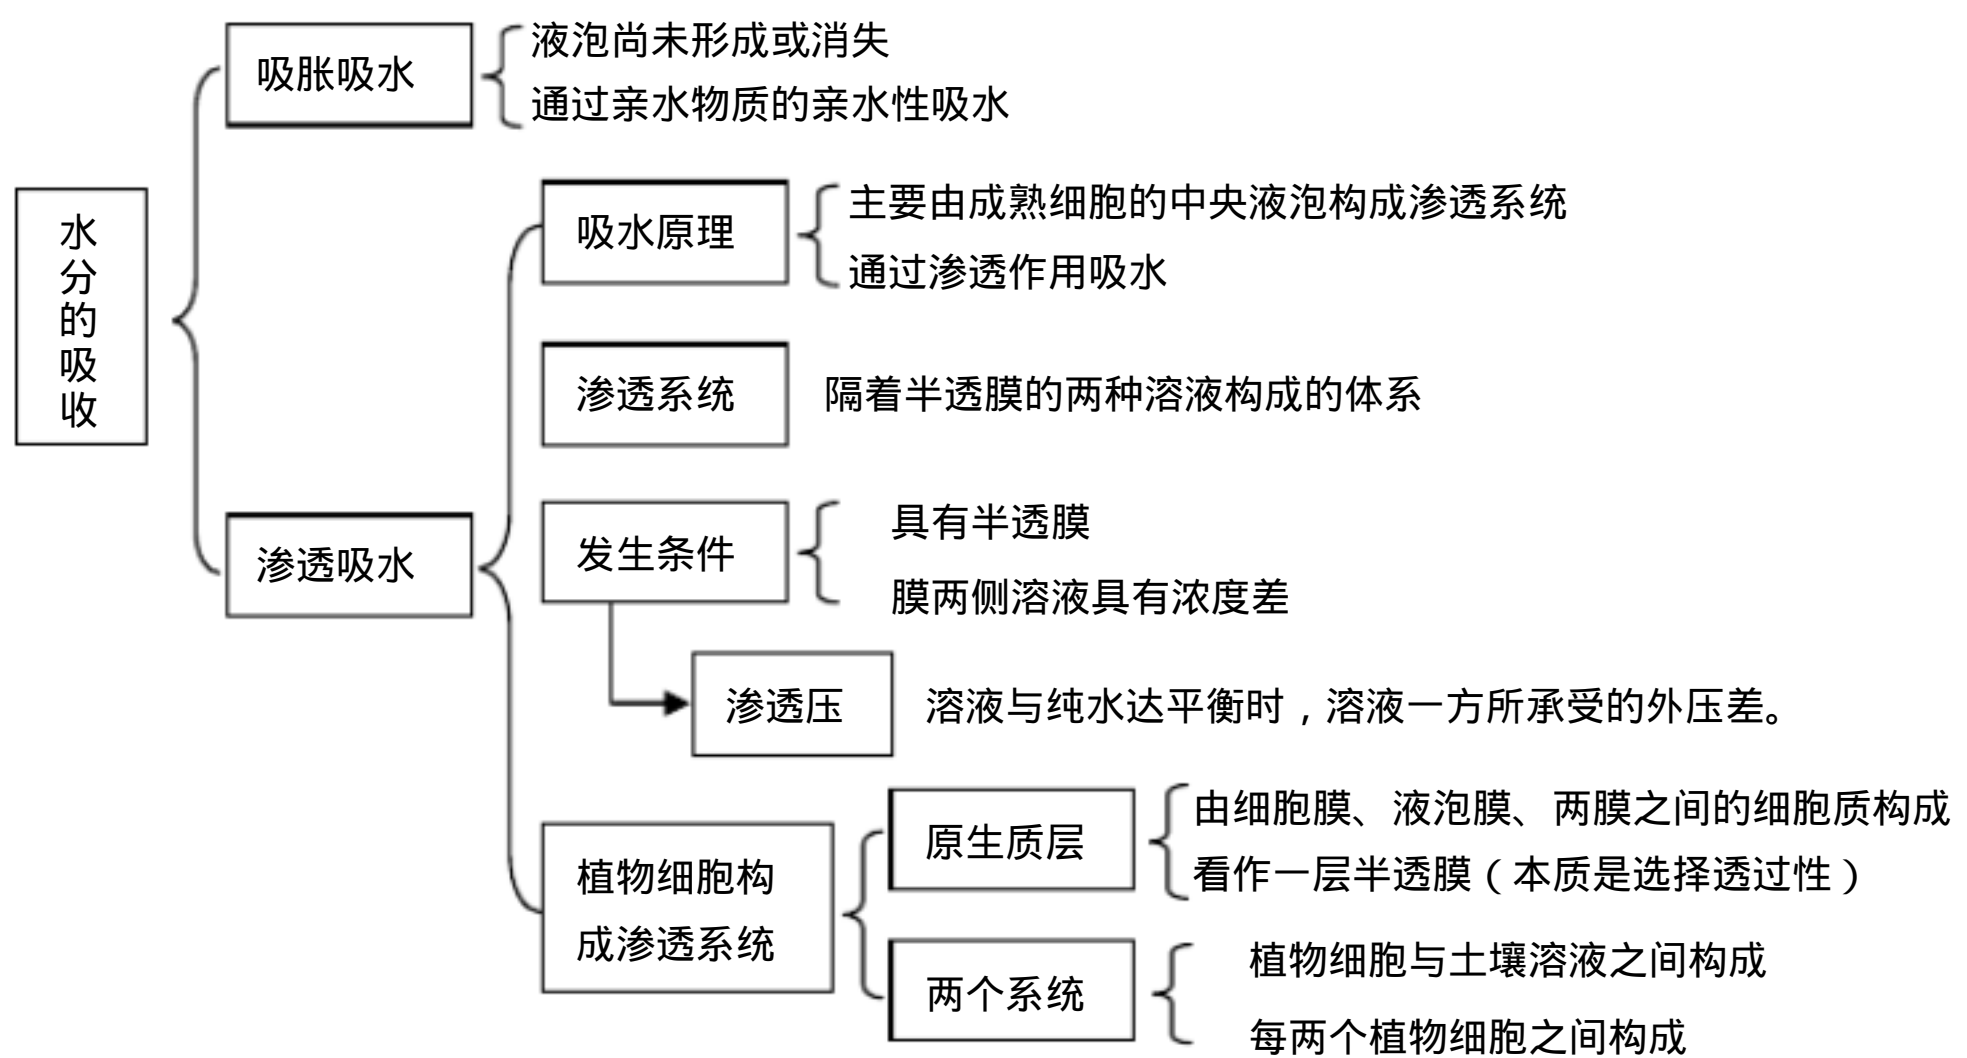 水分的吸收
吸胀吸水
液泡尚未形成或消失
通过亲水物质的亲水性吸水
渗透吸水
吸水原理
主要由成熟细胞的中央液泡构成渗透系统
通过渗透作用吸水
渗透系统
隔着半透膜的两种溶液构成的体系
发生条件
具有半透膜
膜两侧溶液具有浓度差
渗透压
溶液与纯水达平衡时，溶液一方所承受的外压差。
植物细胞构
成渗透系统
原生质层
由细胞膜、液泡膜、两膜之间的细胞质构成
看作一层半透膜（本质是选择透过性）
两个系统
植物细胞与土壤溶液之间构成
每两个植物细胞之间构成